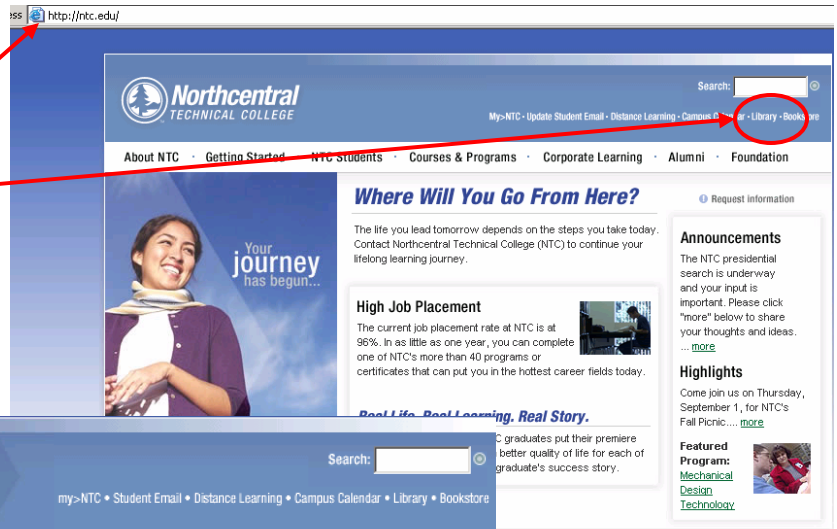 ess http://ntc.edu/
Northcentral
TECHNICAL COLLEGE
Search:
My>NTC • Update Student Email • Distance Learning • Campus Calendar • Library • Bookstore
About NTC · Getting Started · NTC Students · Courses & Programs · Corporate Learning · Alumni · Foundation
Your
journey
has begun...
Where Will You Go From Here?
The life you lead tomorrow depends on the steps you take today.
Contact Northcentral Technical College (NTC) to continue your
lifelong learning journey.
High Job Placement
The current job placement rate at NTC is at
96%. In as little as one year, you can complete
one of NTC's more than 40 programs or
certificates that can put you in the hottest career fields today.
Real Life. Real Learning. Real Story.
C graduates put their premiere
better quality of life for each of
graduate's success story.
Request information
Announcements
The NTC presidential
search is underway
and your input is
important. Please click
"more" below to share
your thoughts and ideas.
... more
Highlights
Come join us on Thursday,
September 1, for NTC's
Fall Picnic.... more
Featured
Program:
Mechanical
Design
Technology
Search:
my>NTC • Student Email • Distance Learning • Campus Calendar • Library • Bookstore